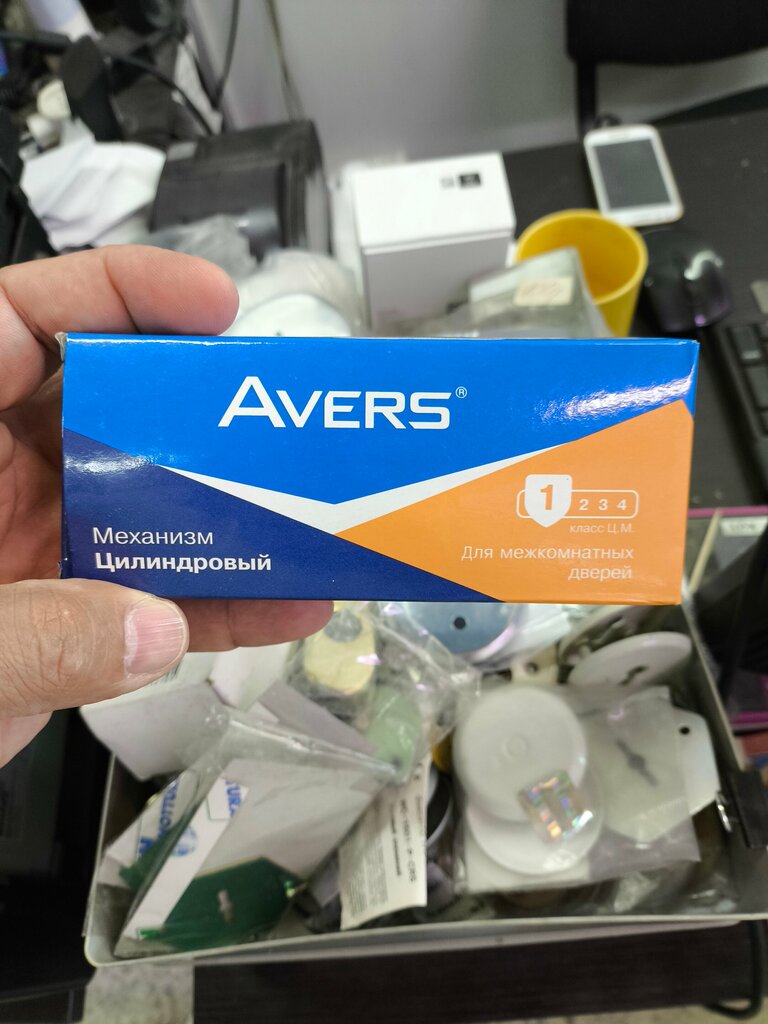 AVERS®
1 2 3 4
класс Ц.М.
Механизм
Цилиндровый
Для межкомнатных
дверей